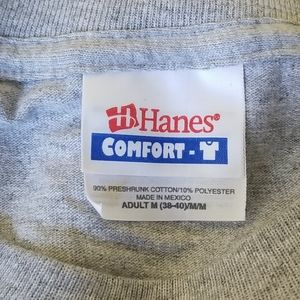 Hanes®
COMFORT-T
90% PRESHRUNK COTTON/10% POLYESTER
MADE IN MEXICO
ADULT M (38-40)/M/M